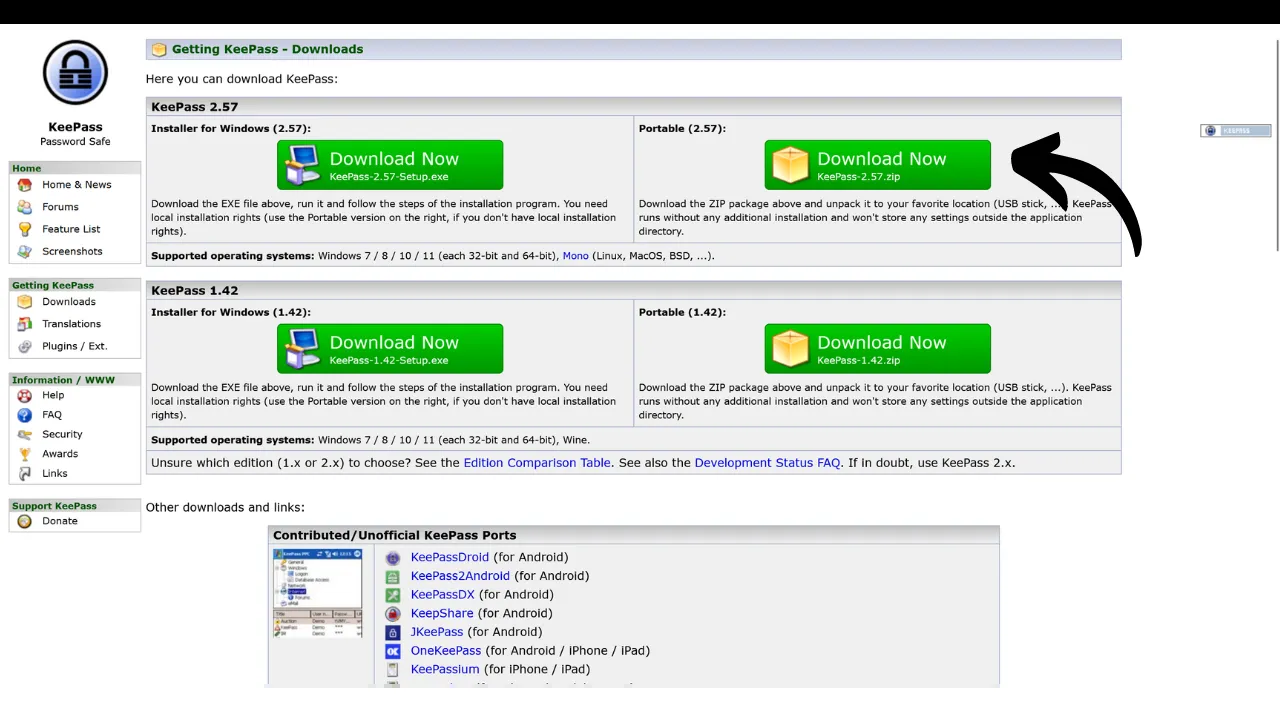 KeePass
Password Safe
Home
Home & News
Forums
Feature List
Screenshots
Getting KeePass
Downloads
Translations
Plugins / Ext.
Information / WWW
Help
FAQ
Security
Awards
Links
Support KeePass
Donate
Getting KeePass - Downloads
Here you can download KeePass:
KeePass 2.57
Installer for Windows (2.57):
Download Now
KeePass-2.57-Setup.exe
Download the EXE file above, run it and follow the steps of the installation program. You need
local installation rights (use the Portable version on the right, if you don't have local installation
rights).
Portable (2.57):
Download Now
KeePass-2.57.zip
Download the ZIP package above and unpack it to your favorite location (USB stick, ...). KeePass
runs without any additional installation and won't store any settings outside the application
directory.
Supported operating systems: Windows 7 / 8 / 10 / 11 (each 32-bit and 64-bit), Mono (Linux, MacOS, BSD, ...).
KeePass 1.42
Installer for Windows (1.42):
Download Now
KeePass-1.42-Setup.exe
Download the EXE file above, run it and follow the steps of the installation program. You need
local installation rights (use the Portable version on the right, if you don't have local installation
rights).
Portable (1.42):
Download Now
KeePass-1.42.zip
Download the ZIP package above and unpack it to your favorite location (USB stick, ...). KeePass
runs without any additional installation and won't store any settings outside the application
directory.
Supported operating systems: Windows 7 / 8 / 10 / 11 (each 32-bit and 64-bit), Wine.
Unsure which edition (1.x or 2.x) to choose? See the Edition Comparison Table. See also the Development Status FAQ. If in doubt, use KeePass 2.x.
Other downloads and links:
Contributed/Unofficial KeePass Ports
KeePassDroid (for Android)
KeePass2Android (for Android)
KeePassDX (for Android)
KeepShare (for Android)
JKeePass (for Android)
OneKeePass (for Android / iPhone / iPad)
KeePassium (for iPhone / iPad)
General
Windows
Network
Internet
eMail
KEEPASS